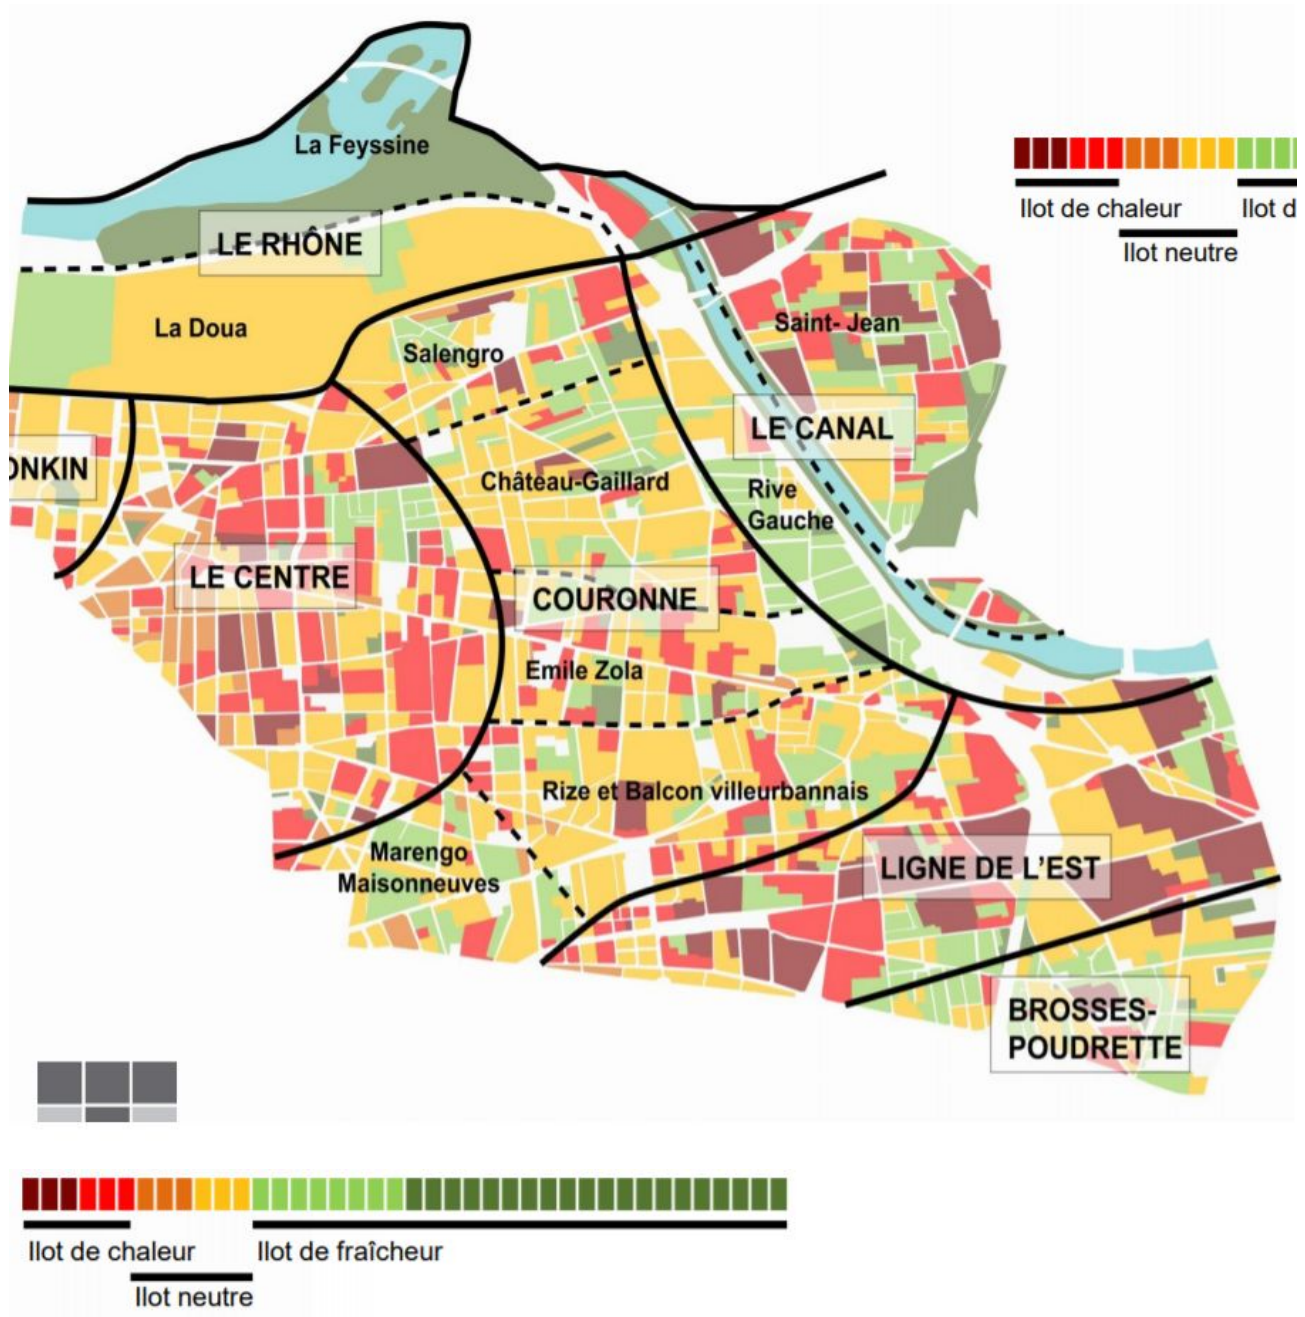 La Feyssine
Ilot de chaleur
Ilot d
Ilot neutre
LE RHÔNE
La Doua
Saint- Jean
Salengro
LE CANAL
ONKIN
Château-Gaillard
Rive
Gauche
LE CENTRE
COURONNE
Emile Zola
Rize et Balcon villeurbannais
Marengo
Maisonneuves
LIGNE DE L'EST
BROSSES-
POUDRETTE
Ilot de chaleur
Ilot de fraîcheur
Ilot neutre